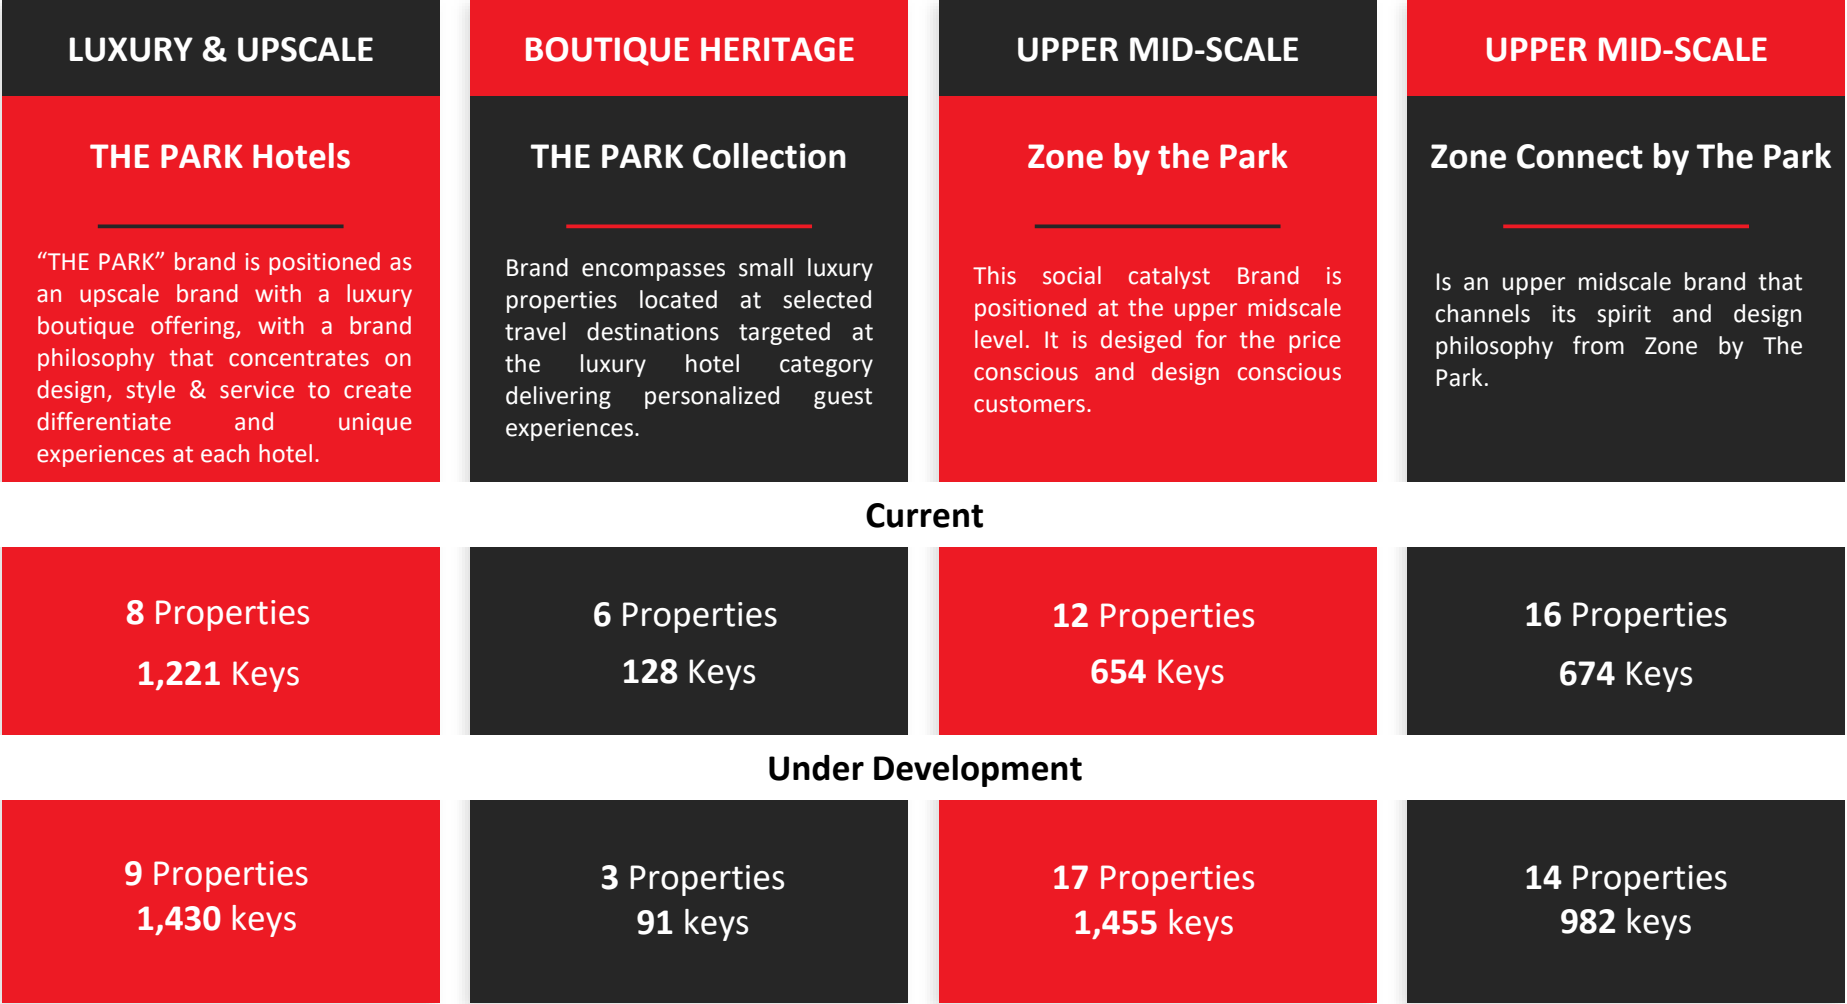 LUXURY & UPSCALE
THE PARK Hotels
“THE PARK” brand is positioned as
an upscale brand with a luxury
boutique offering, with a brand
philosophy that concentrates on
design, style & service to create
differentiate and unique
experiences at each hotel.
BOUTIQUE HERITAGE
THE PARK Collection
Brand encompasses small luxury
properties located at selected
travel destinations targeted at
the luxury hotel category
delivering personalized guest
experiences.
UPPER MID-SCALE
Zone by the Park
This social catalyst Brand is
positioned at the upper midscale
level. It is desiged for the price
conscious and design conscious
customers.
UPPER MID-SCALE
Zone Connect by The Park
Is an upper midscale brand that
channels its spirit and design
philosophy from Zone by The
Park.
Current
8 Properties
1,221 Keys
6 Properties
128 Keys
12 Properties
654 Keys
16 Properties
674 Keys
Under Development
9 Properties
1,430 keys
3 Properties
91 keys
17 Properties
1,455 keys
14 Properties
982 keys